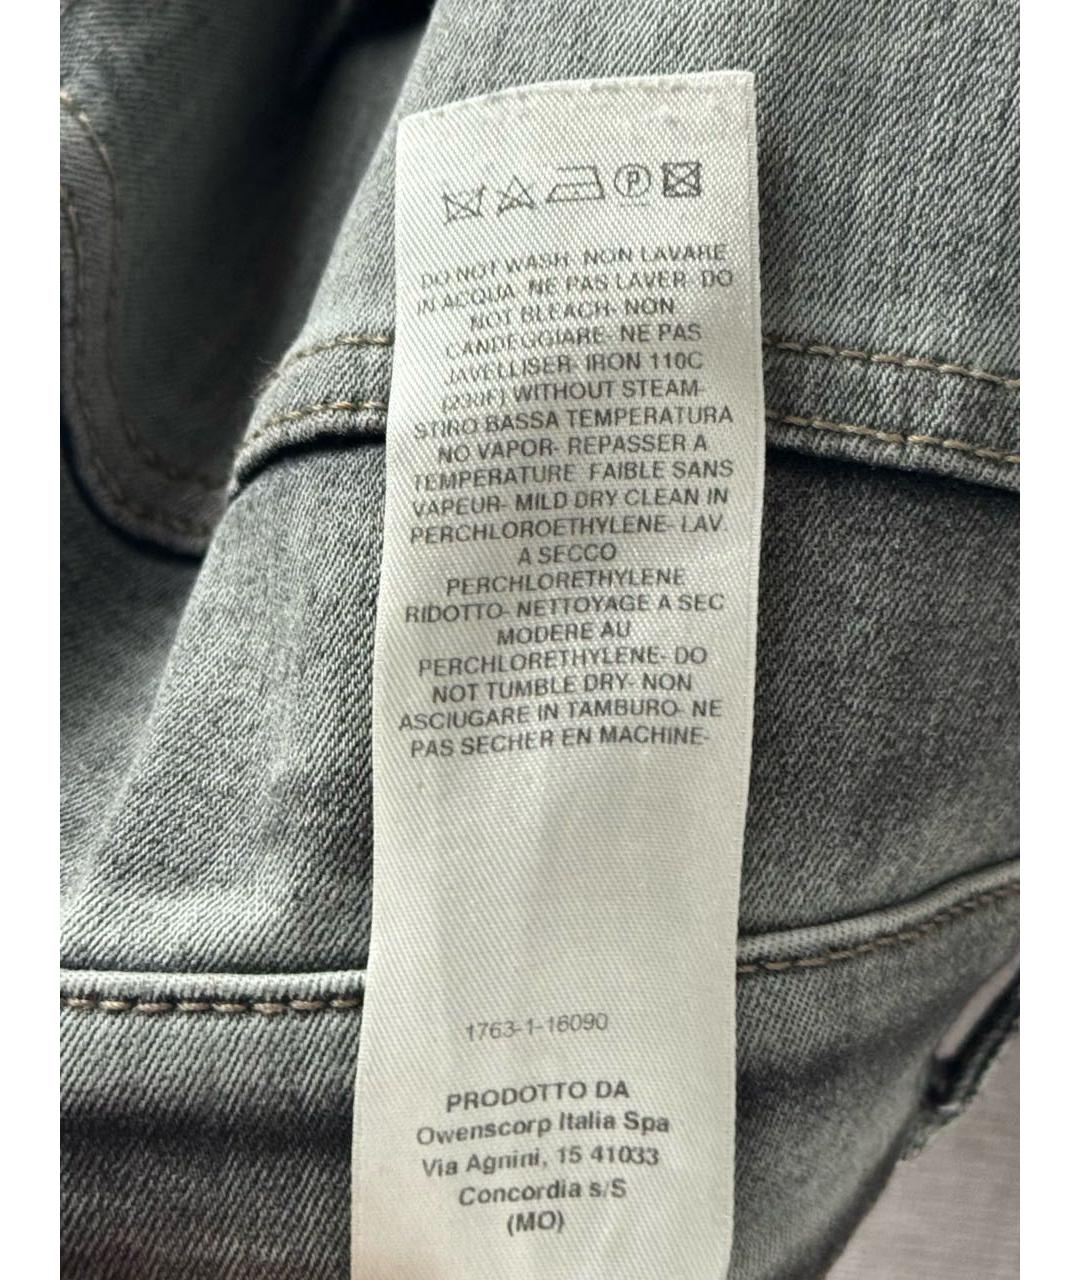 P
DO NOT WASH- NON LAVARE
IN ACQUA- NE PAS LAVER- DO
NOT BLEACH- NON
CANDEGGIARE- NE PAS
JAVELLISER- IRON 110C
(230F) WITHOUT STEAM-
STIRO BASSA TEMPERATURA
NO VAPOR- REPASSER A
TEMPERATURE FAIBLE SANS
VAPEUR- MILD DRY CLEAN IN
PERCHLOROETHYLENE- LAV.
A SECCO
PERCHLORETHYLENE
RIDOTTO- NETTOYAGE A SEC
MODERE AU
PERCHLORETHYLENE- DO
NOT TUMBLE DRY- NON
ASCIUGARE IN TAMBURO- NE
PAS SECHER EN MACHINE-
1763-1-16090
PRODOTTO DA
Owenscorp Italia Spa
Via Agnini, 15 41033
Concordia s/S
(MO)